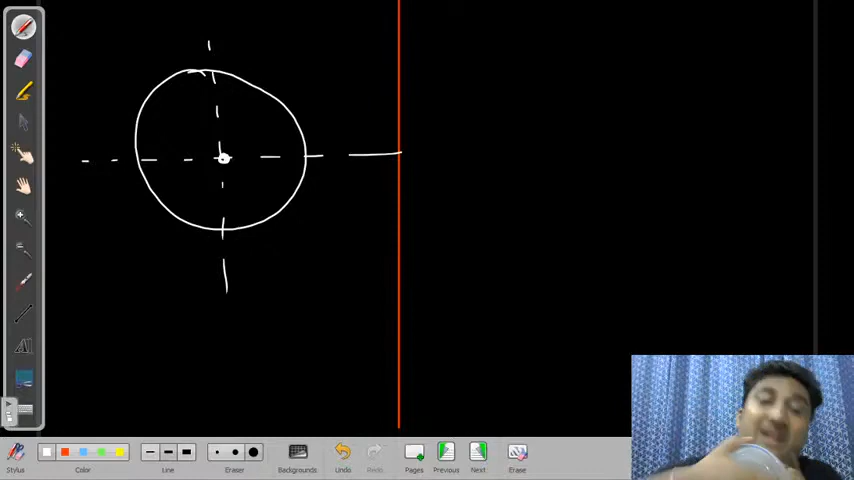 Stylus
Color
Line
Eraser
Backgrounds
Undo
Redo
Pages
Previous
Next
Erase